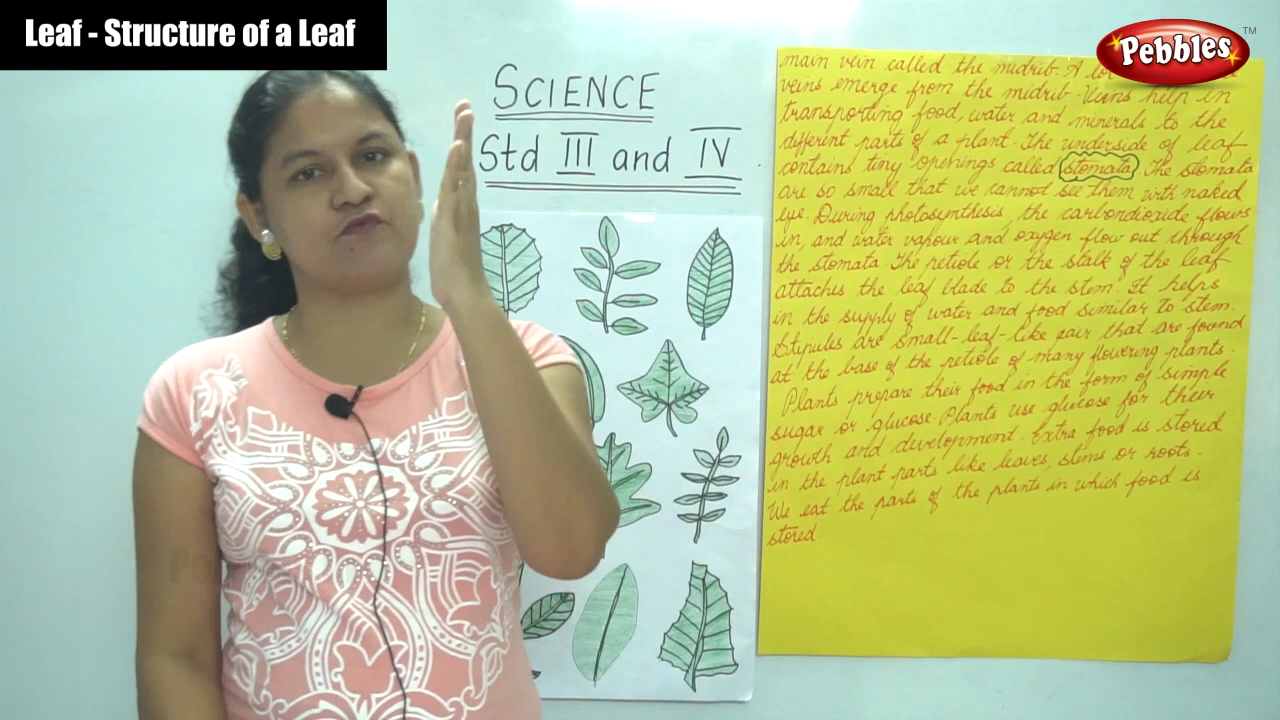 Leaf - Structure of a Leaf
Pebbles TM
SCIENCE
Std III and IV
main vein called the midrib. A lot
veins emerge from the midrib. Veins help in
transporting food, water and minerals to the
different parts of a plant. The underside of leaf
contains tiny openings called stomata. The stomata
are so small that we cannot see them with naked
eye. During photosynthesis, the carbondioxide flows
in, and water vapour and oxygen flow out through
the stomata. The petiole or the stalk of the leaf
attaches the leaf blade to the stem. It helps
in the supply of water and food similar to stem.
Stipules are small-leaf-like pair that are found
at the base of the petiole of many flowering plants.
Plants prepare their food in the form of simple
sugar or glucose. Plants use glucose for their
growth and development. Extra food is stored
in the plant parts like leaves, stems or roots.
We eat the parts of the plants in which food is
stored.